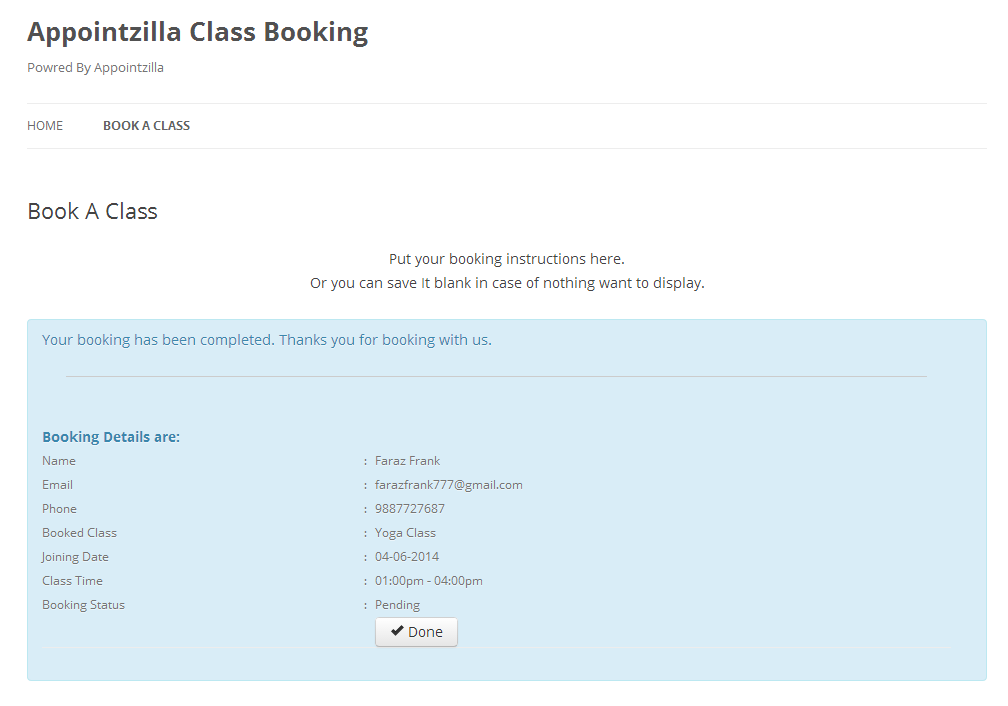 Appointzilla Class Booking
Powred By Appointzilla
HOME BOOK A CLASS
Book A Class
Put your booking instructions here.
Or you can save It blank in case of nothing want to display.
Your booking has been completed. Thanks you for booking with us.
Booking Details are:
Name : Faraz Frank
Email : farazfrank777@gmail.com
Phone : 9887727687
Booked Class : Yoga Class
Joining Date : 04-06-2014
Class Time : 01:00pm - 04:00pm
Booking Status : Pending
✔ Done